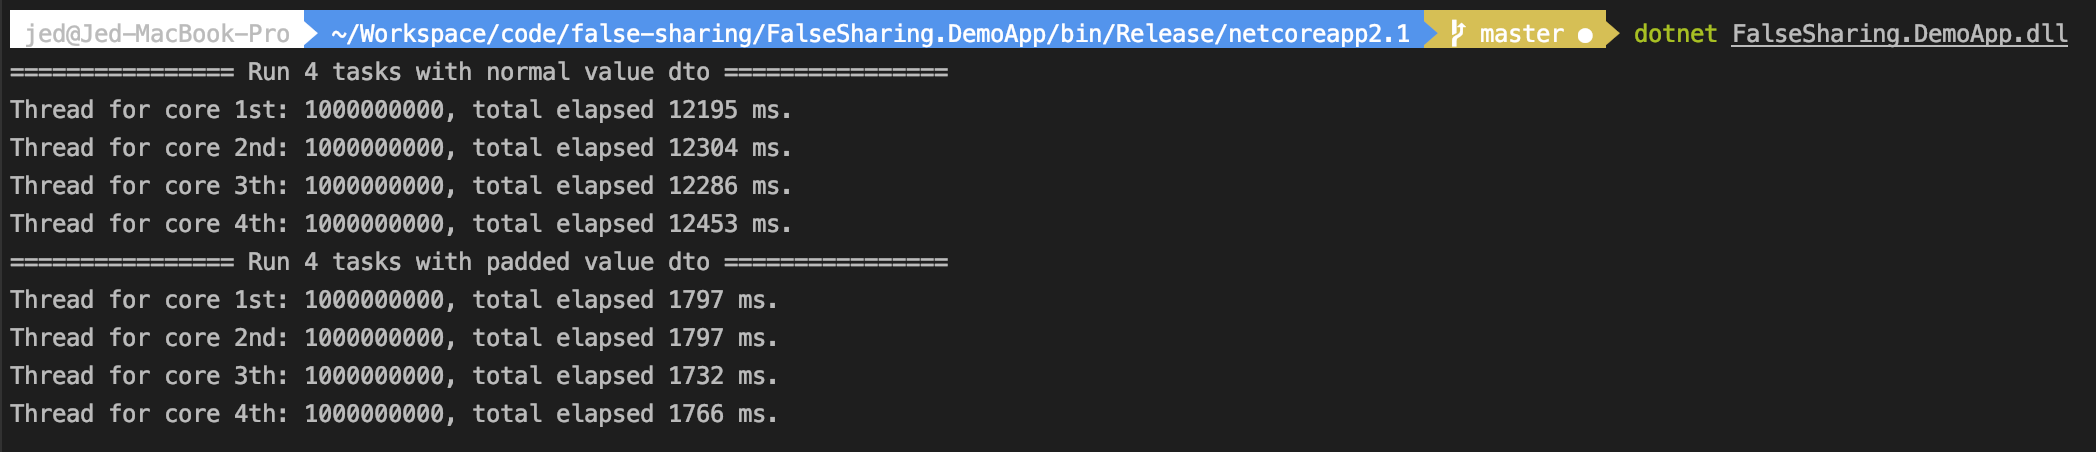 jed@Jed-MacBook-Pro ~/Workspace/code/false-sharing/FalseSharing.DemoApp/bin/Release/netcoreapp2.1 master ● dotnet FalseSharing.DemoApp.dll
================ Run 4 tasks with normal value dto ================
Thread for core 1st: 1000000000, total elapsed 12195 ms.
Thread for core 2nd: 1000000000, total elapsed 12304 ms.
Thread for core 3th: 1000000000, total elapsed 12286 ms.
Thread for core 4th: 1000000000, total elapsed 12453 ms.
================ Run 4 tasks with padded value dto ================
Thread for core 1st: 1000000000, total elapsed 1797 ms.
Thread for core 2nd: 1000000000, total elapsed 1797 ms.
Thread for core 3th: 1000000000, total elapsed 1732 ms.
Thread for core 4th: 1000000000, total elapsed 1766 ms.